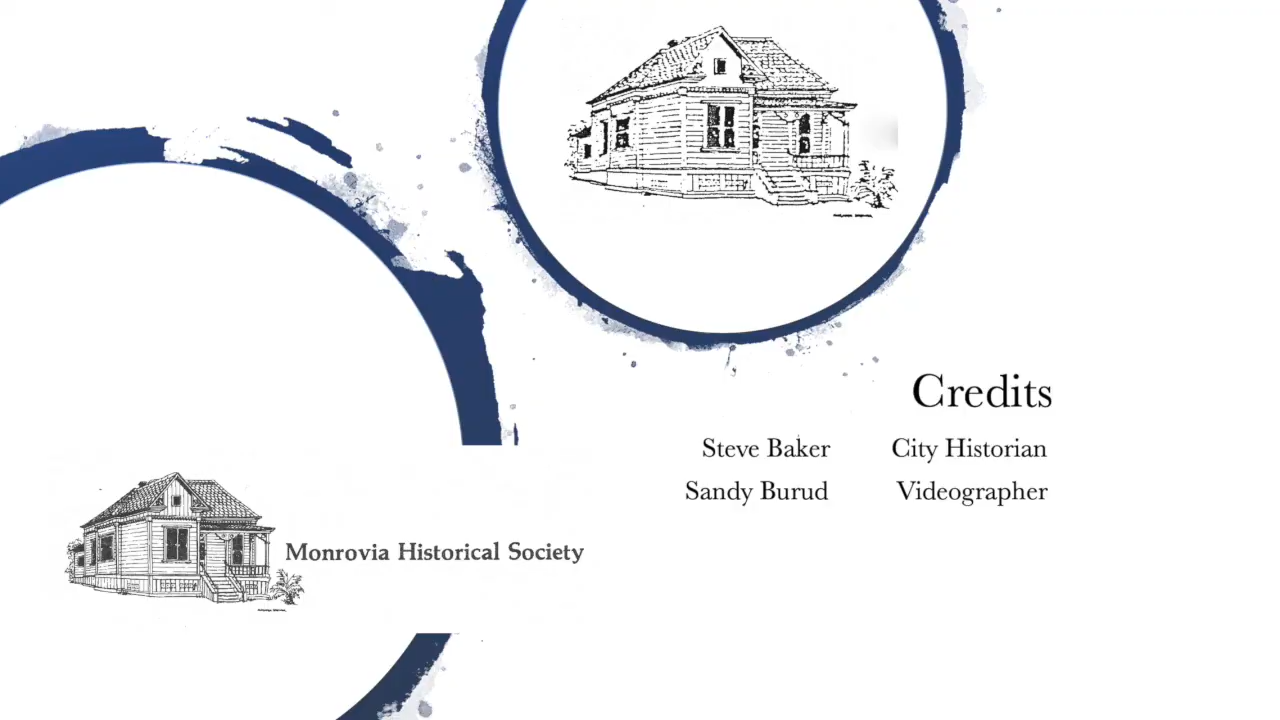 Credits
Steve Baker City Historian
Sandy Burud Videographer
Monrovia Historical Society